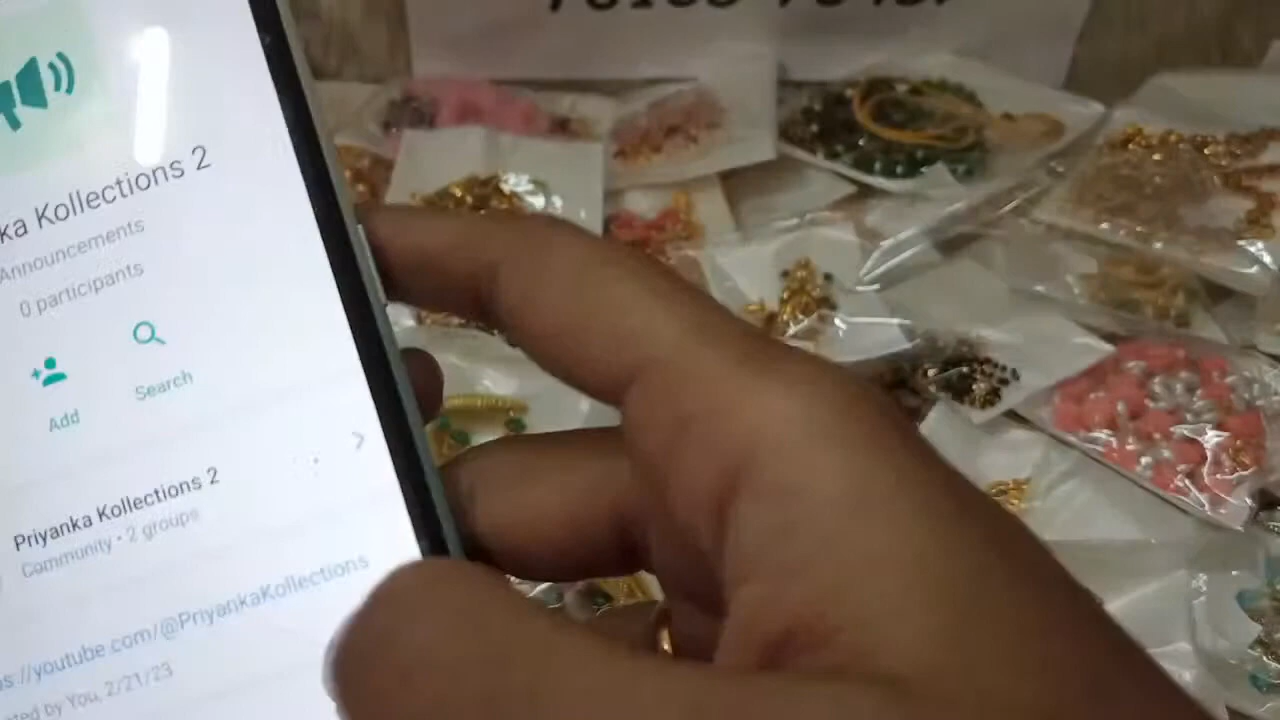 ka Kollections 2
Announcements
0 participants
Add
Search
Priyanka Kollections 2
Community • 2 groups
s://youtube.com/@PriyankaKollections
ted by You, 2/21/23